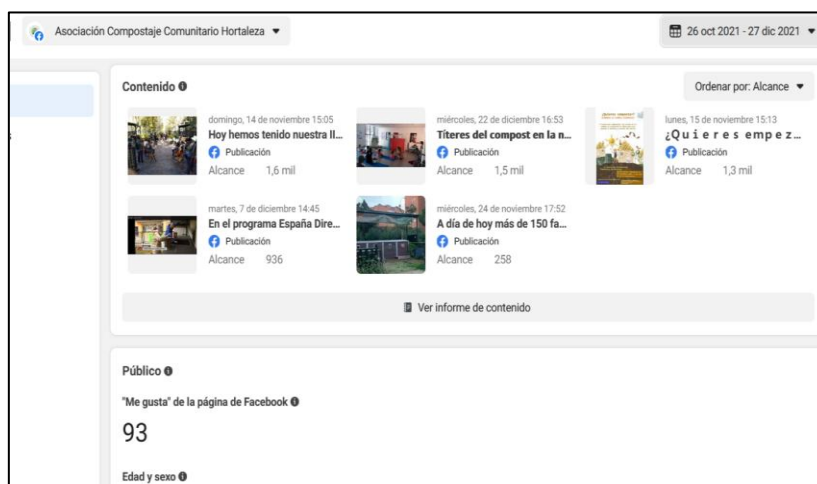 Asociación Compostaje Comunitario Hortaleza
26 oct 2021 - 27 dic 2021
Contenido
Ordenar por: Alcance
domingo, 14 de noviembre 15:05
Hoy hemos tenido nuestra II...
Publicación
Alcance 1,6 mil
miércoles, 22 de diciembre 16:53
Títeres del compost en la n...
Publicación
Alcance 1,5 mil
lunes, 15 de noviembre 15:13
¿Q u i e r e s e m p e z ...
Publicación
Alcance 1,3 mil
martes, 7 de diciembre 14:45
En el programa España Dire...
Publicación
Alcance 936
miércoles, 24 de noviembre 17:52
A día de hoy más de 150 fa...
Publicación
Alcance 258
Ver informe de contenido
Público
"Me gusta" de la página de Facebook
93
Edad y sexo